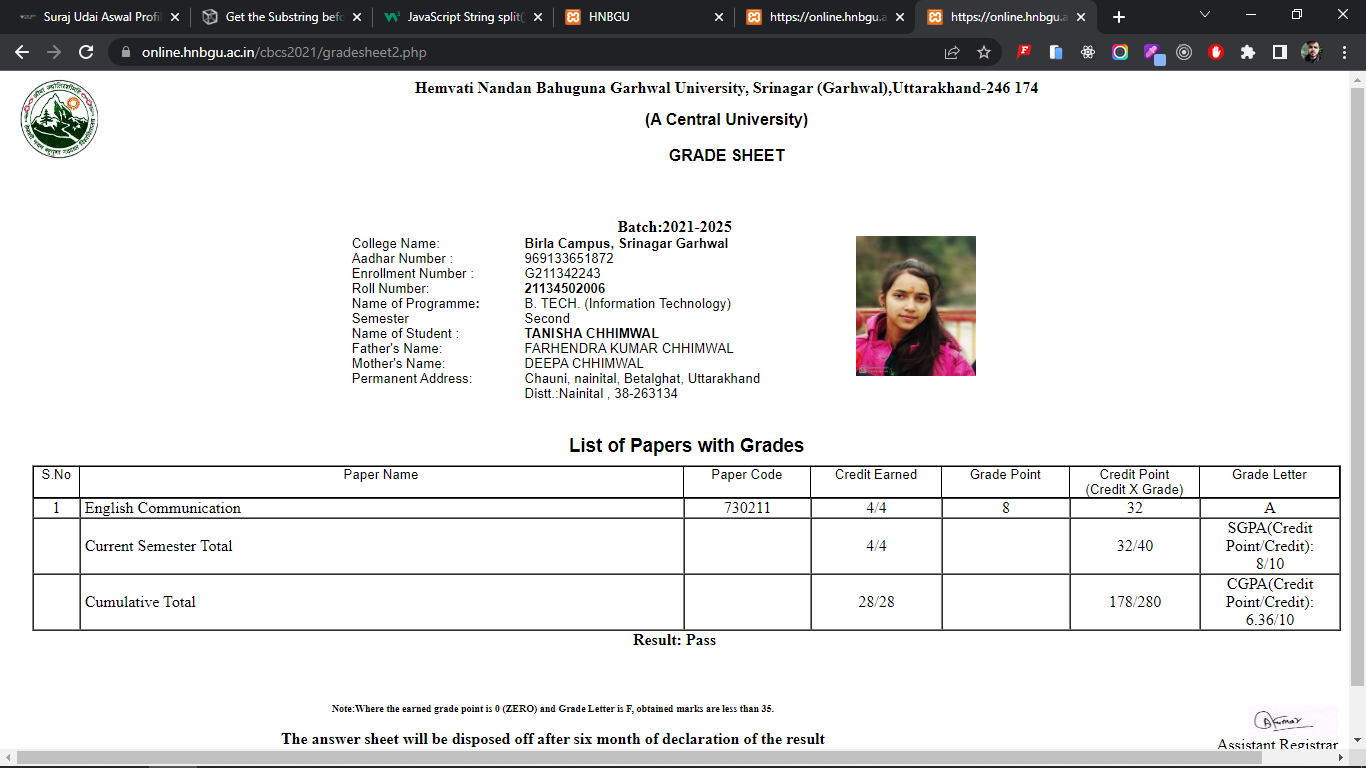 Suraj Udai Aswal Profi
Get the Substring bef
JavaScript String split(
HNBGU
https://online.hnbgu.a
https://online.hnbgu.a
online.hnbgu.ac.in/cbcs2021/gradesheet2.php
Hemvati Nandan Bahuguna Garhwal University, Srinagar (Garhwal),Uttarakhand-246 174
(A Central University)
GRADE SHEET
Batch:2021-2025
College Name: Birla Campus, Srinagar Garhwal
Aadhar Number : 969133651872
Enrollment Number : G211342243
Roll Number: 21134502006
Name of Programme: B. TECH. (Information Technology)
Semester Second
Name of Student : TANISHA CHHIMWAL
Father's Name: FARHENDRA KUMAR CHHIMWAL
Mother's Name: DEEPA CHHIMWAL
Permanent Address: Chauni, nainital, Betalghat, Uttarakhand
Distt.:Nainital , 38-263134
List of Papers with Grades
S.No Paper Name Paper Code Credit Earned Grade Point Credit Point (Credit X Grade) Grade Letter
1 English Communication 730211 4/4 8 32 A
Current Semester Total 4/4 32/40 SGPA(Credit Point/Credit): 8/10
Cumulative Total 28/28 178/280 CGPA(Credit Point/Credit): 6.36/10
Result: Pass
Note:Where the earned grade point is 0 (ZERO) and Grade Letter is F, obtained marks are less than 35.
The answer sheet will be disposed off after six month of declaration of the result
Assistant Registrar